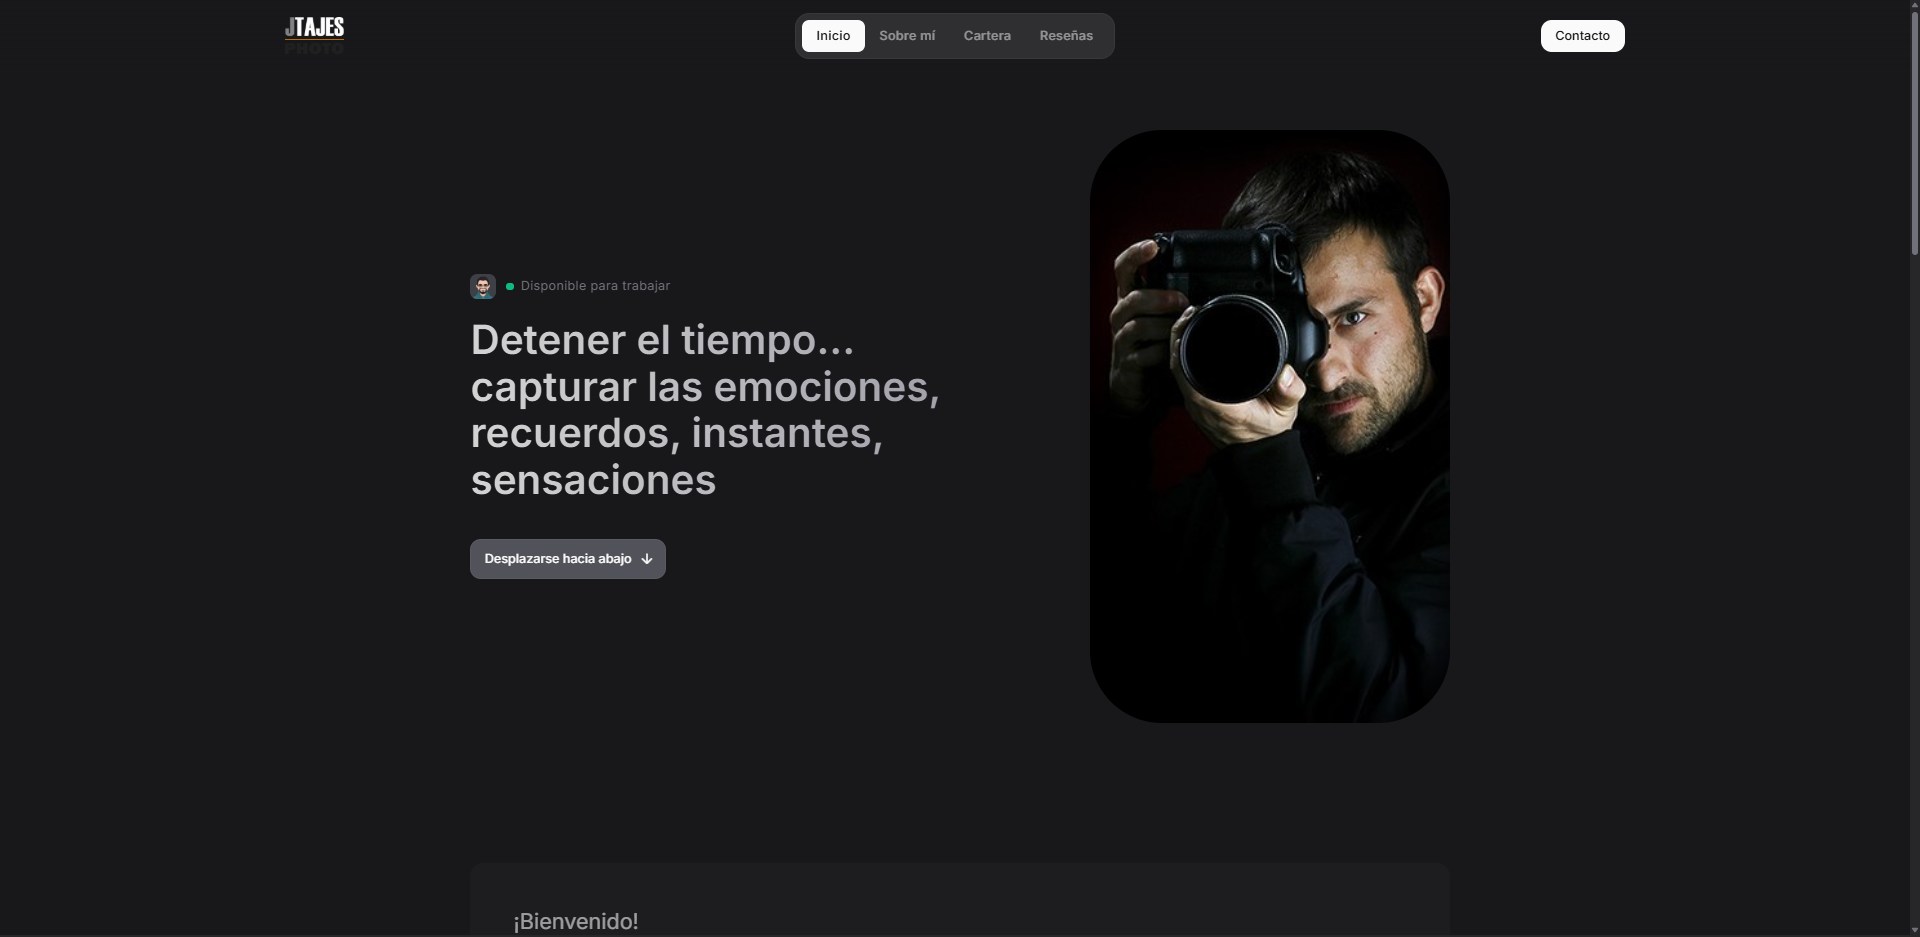 JTAJES
PHOTO
Inicio
Sobre mí
Cartera
Reseñas
Contacto
Disponible para trabajar
Detener el tiempo...
capturar las emociones,
recuerdos, instantes,
sensaciones
Desplazarse hacia abajo
¡Bienvenido!